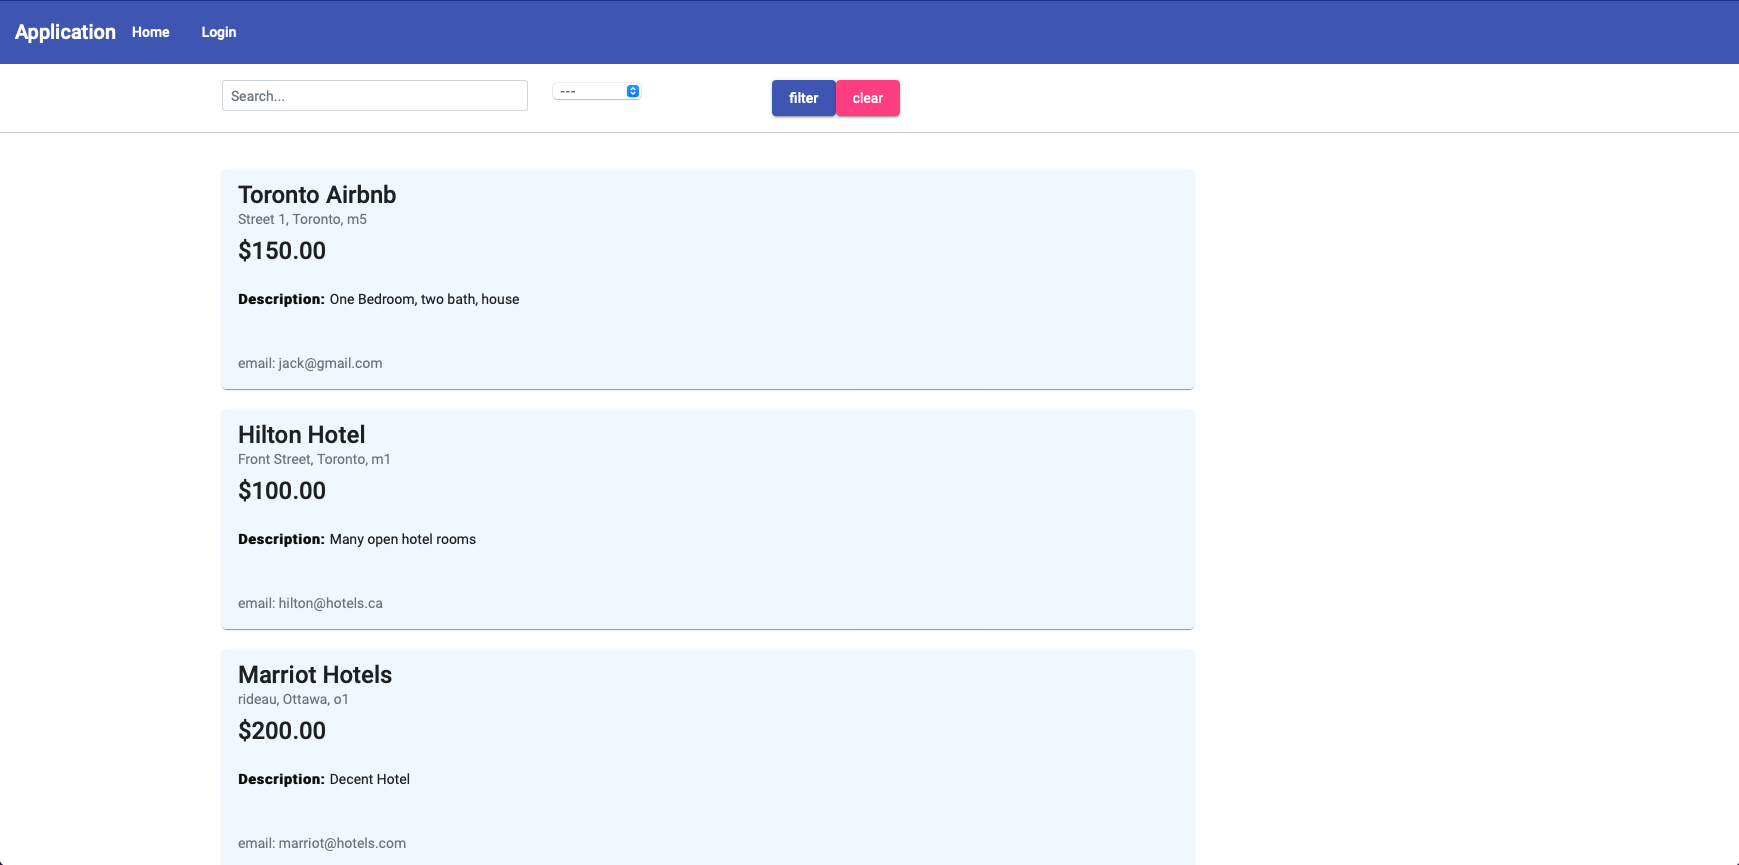 Application Home Login
Search... --- filter clear
Toronto Airbnb
Street 1, Toronto, m5
$150.00
Description: One Bedroom, two bath, house
email: jack@gmail.com
Hilton Hotel
Front Street, Toronto, m1
$100.00
Description: Many open hotel rooms
email: hilton@hotels.ca
Marriot Hotels
rideau, Ottawa, o1
$200.00
Description: Decent Hotel
email: marriot@hotels.com